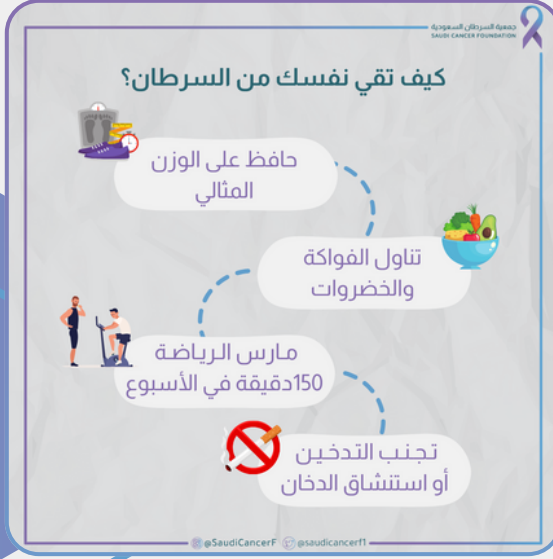 جمعية السرطان السعودية
SAUDI CANCER FOUNDATION
كيف تقي نفسك من السرطان؟
حافظ على الوزن
المثالي
تناول الفواكة
والخضروات
مارس الرياضة
150دقيقة في الأسبوع
تجنب التدخين
أو استنشاق الدخان
@SaudiCancerF @saudicancerf1